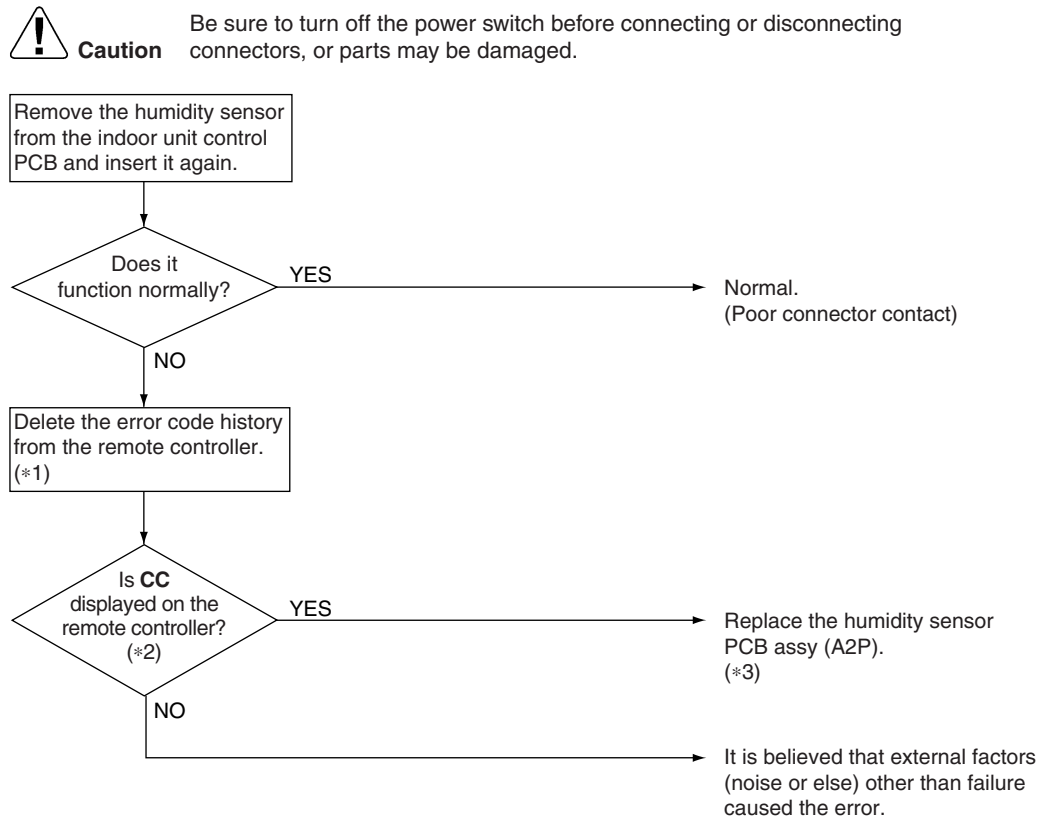 Be sure to turn off the power switch before connecting or disconnecting
Caution connectors, or parts may be damaged.
Remove the humidity sensor
from the indoor unit control
PCB and insert it again.
Does it
function normally?
YES
Normal.
(Poor connector contact)
NO
Delete the error code history
from the remote controller.
(*1)
Is CC
displayed on the
remote controller?
(*2)
YES
Replace the humidity sensor
PCB assy (A2P).
(*3)
NO
It is believed that external factors
(noise or else) other than failure
caused the error.